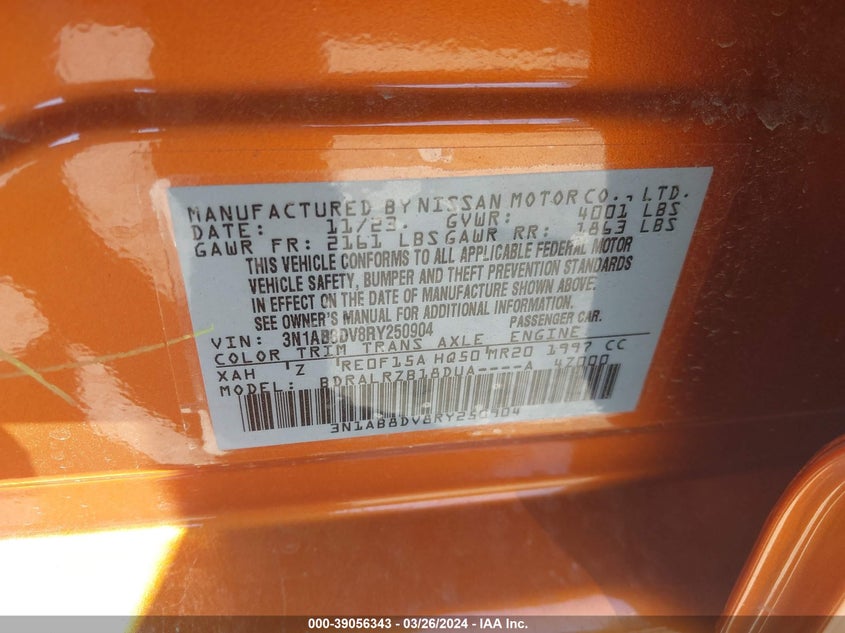 MANUFACTURED BY NISSAN MOTOR CO., LTD.
DATE: 11/23. GVWR: 4001 LBS
GAWR FR: 2161 LBS GAWR RR: 1863 LBS
THIS VEHICLE CONFORMS TO ALL APPLICABLE FEDERAL MOTOR
VEHICLE SAFETY, BUMPER AND THEFT PREVENTION STANDARDS
IN EFFECT ON THE DATE OF MANUFACTURE SHOWN ABOVE.
SEE OWNER'S MANUAL FOR ADDITIONAL INFORMATION.
VIN: 3N1AB8DV8RY250904 PASSENGER CAR.
COLOR TRIM TRANS AXLE ENGINE
XAH Z RE0F15A HQ50 MR20 1997 CC
MODEL: BDRALRZB18DUA----A 47000
3N1AB8DV8RY250904
000-39056343 - 03/26/2024 - IAA Inc.